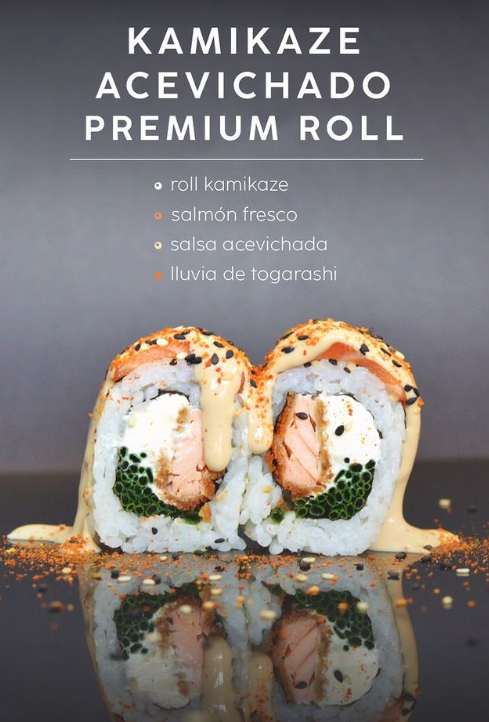 KAMIKAZE
ACEVICHADO
PREMIUM ROLL
roll kamikaze
salmón fresco
salsa acevichada
lluvia de togarashi